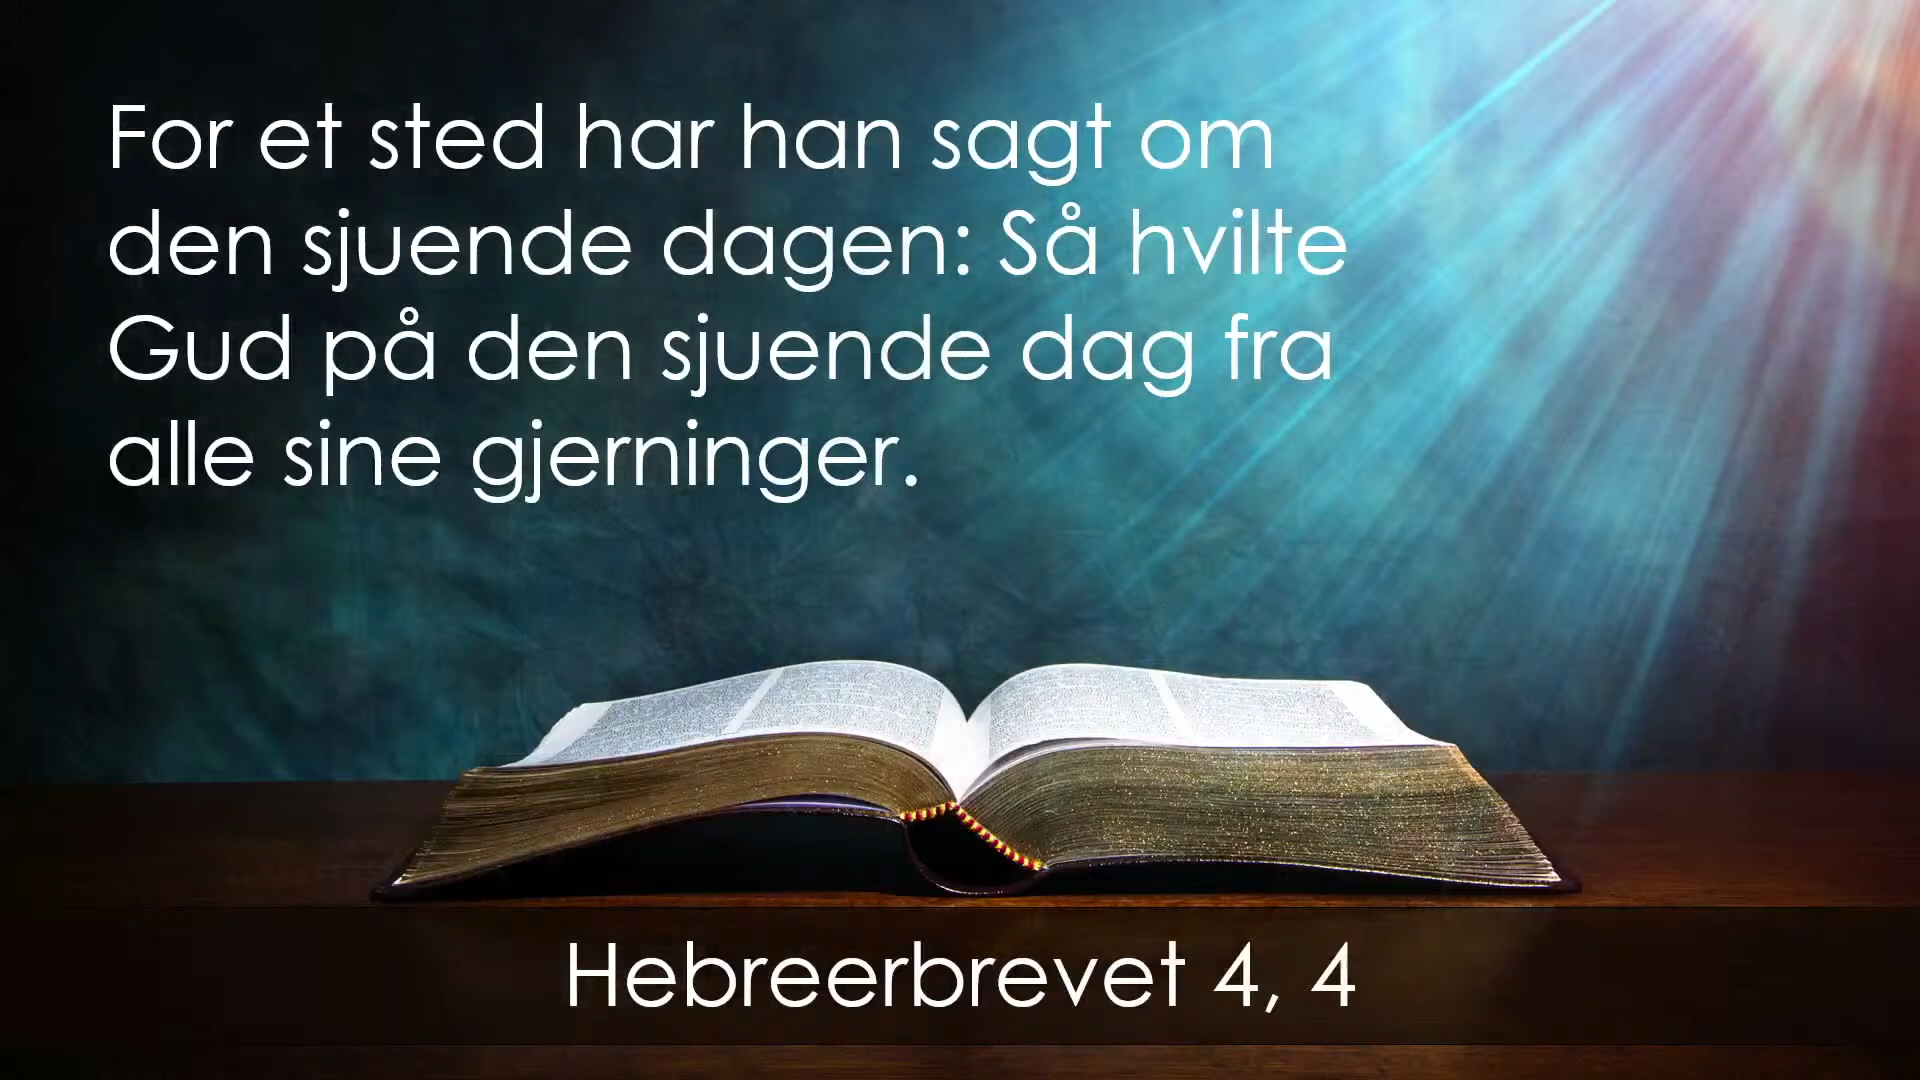 For et sted har han sagt om
den sjuende dagen: Så hvilte
Gud på den sjuende dag fra
alle sine gjerninger.
Hebreerbrevet 4, 4